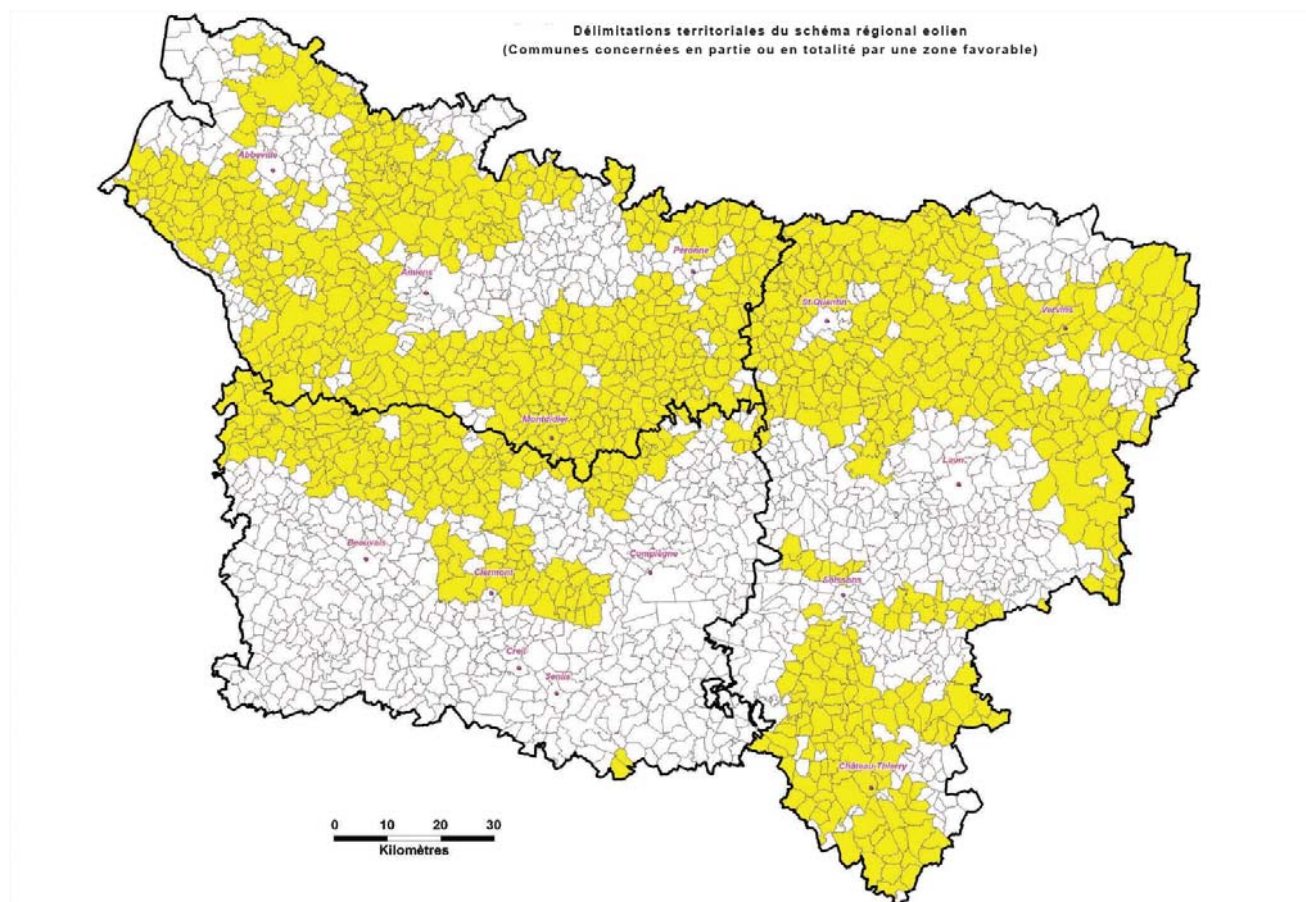 Délimitations territoriales du schéma régional eolien
(Communes concernées en partie ou en totalité par une zone favorable)
Abbeville
Péronne
Amiens
St Quentin
Vervins
Montdidier
Laon
Beauvais
Compiègne
Clermont
Soissons
Creil
Senlis
Château-Thierry
0 10 20 30
Kilomètres